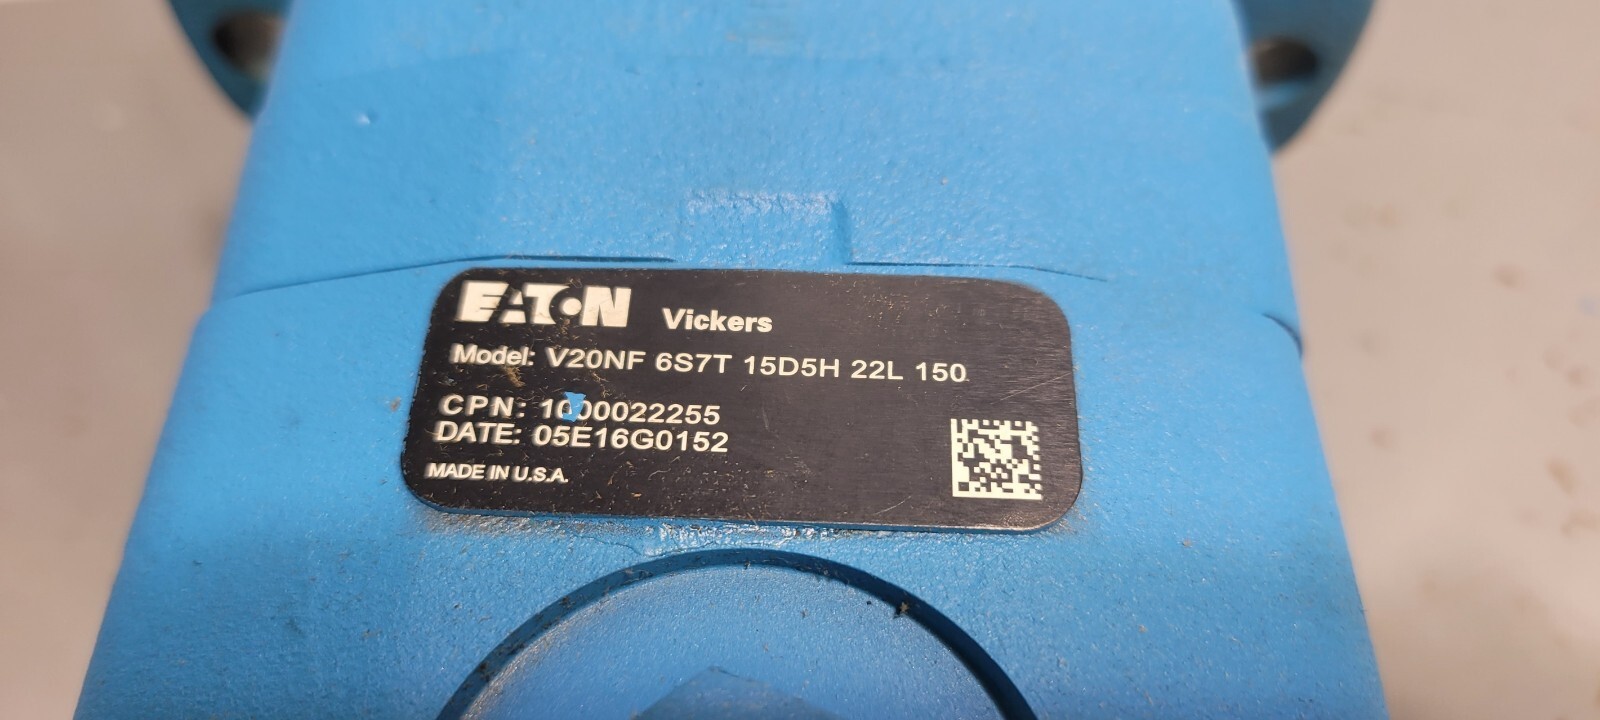 EATON Vickers
Model: V20NF 6S7T 15D5H 22L 150
CPN: 1000022255
DATE: 05E16G0152
MADE IN U.S.A.